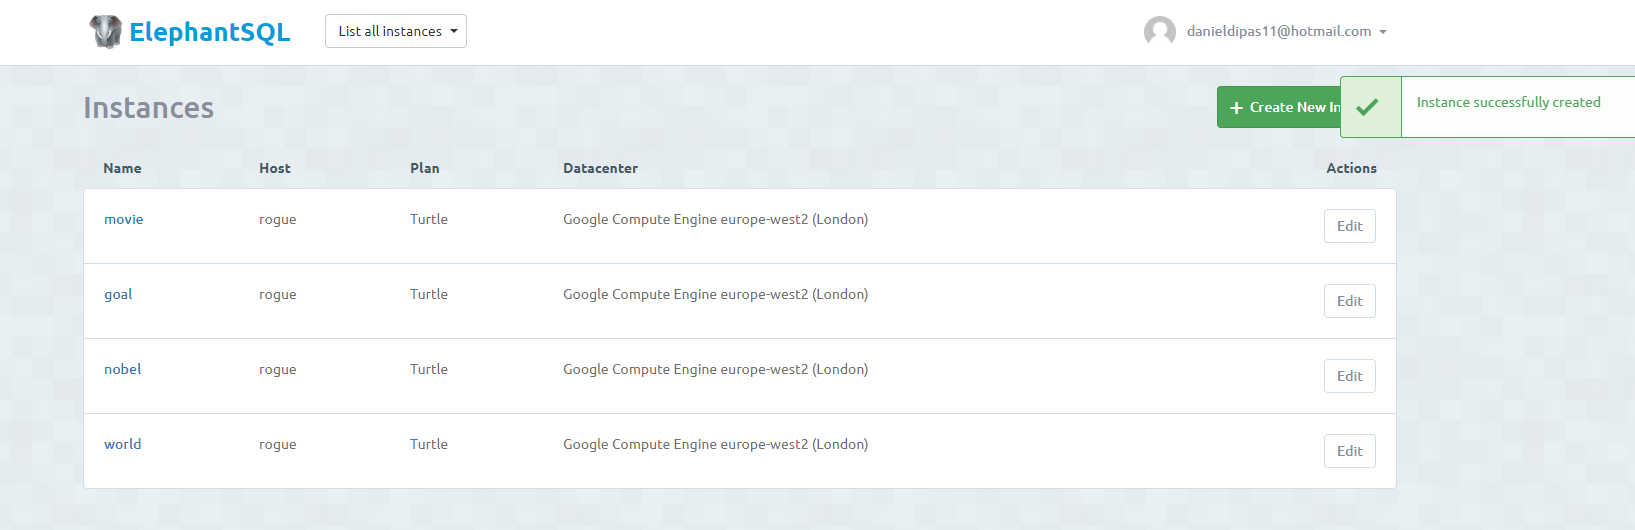 ElephantSQL
List all instances
danieldipas11@hotmail.com
Instances
+ Create New In
Instance successfully created
Name Host Plan Datacenter Actions
movie rogue Turtle Google Compute Engine europe-west2 (London) Edit
goal rogue Turtle Google Compute Engine europe-west2 (London) Edit
nobel rogue Turtle Google Compute Engine europe-west2 (London) Edit
world rogue Turtle Google Compute Engine europe-west2 (London) Edit